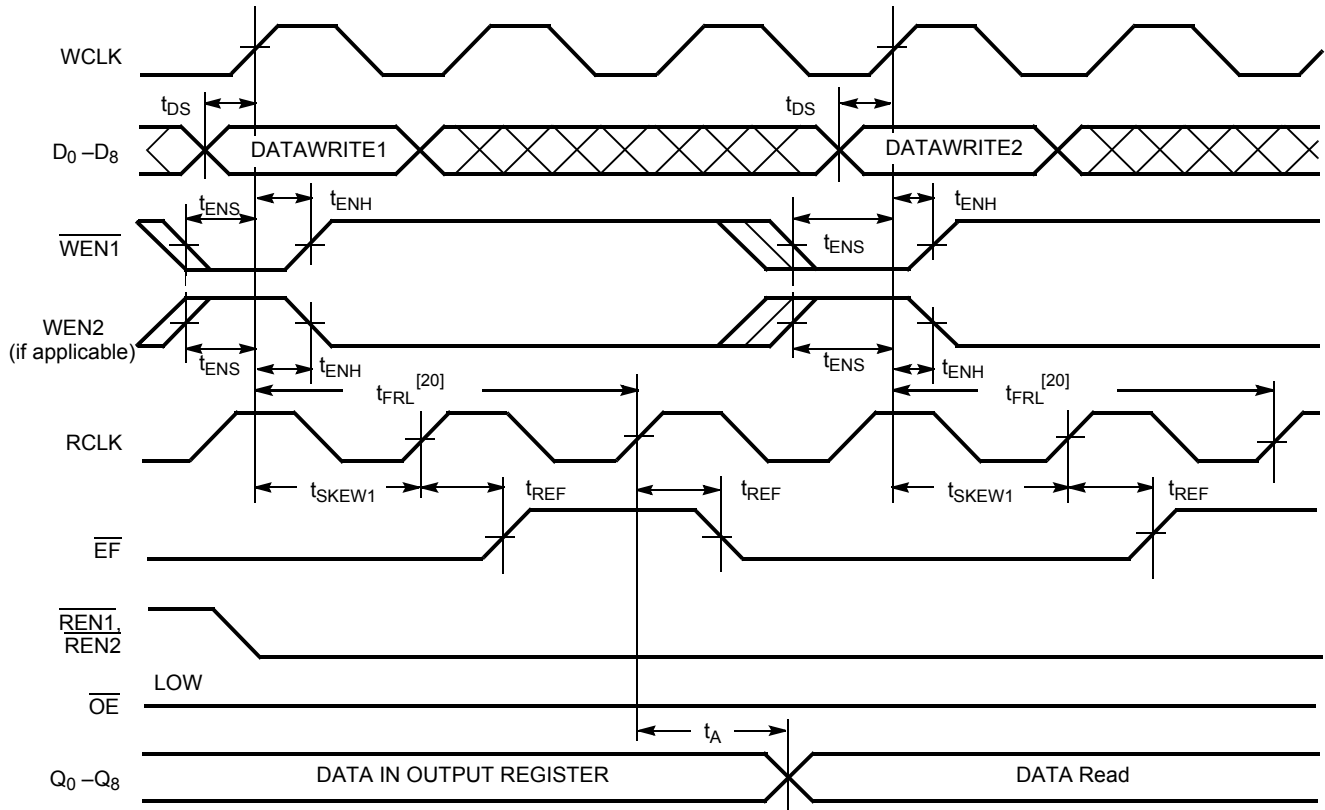 WCLK
tDS
tDS
D0 –D8
DATAWRITE1
DATAWRITE2
tENS
tENH
tENH
WEN1
tENS
WEN2
(if applicable)
tENS
tENH
tENS
tENH
tFRL[20]
tFRL[20]
RCLK
tSKEW1
tREF
tREF
tSKEW1
tREF
EF
REN1,
REN2
LOW
OE
tA
Q0 –Q8
DATA IN OUTPUT REGISTER
DATA Read